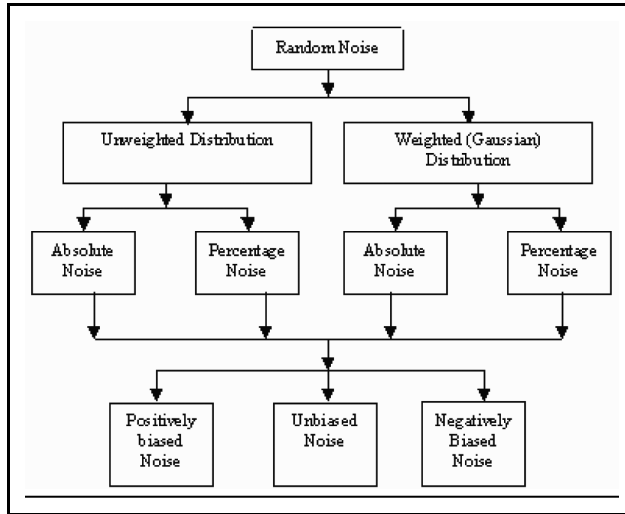 Random Noise
Unweighted Distribution
Weighted (Gaussian)
Distribution
Absolute
Noise
Percentage
Noise
Absolute
Noise
Percentage
Noise
Positively
biased
Noise
Unbiased
Noise
Negatively
Biased
Noise